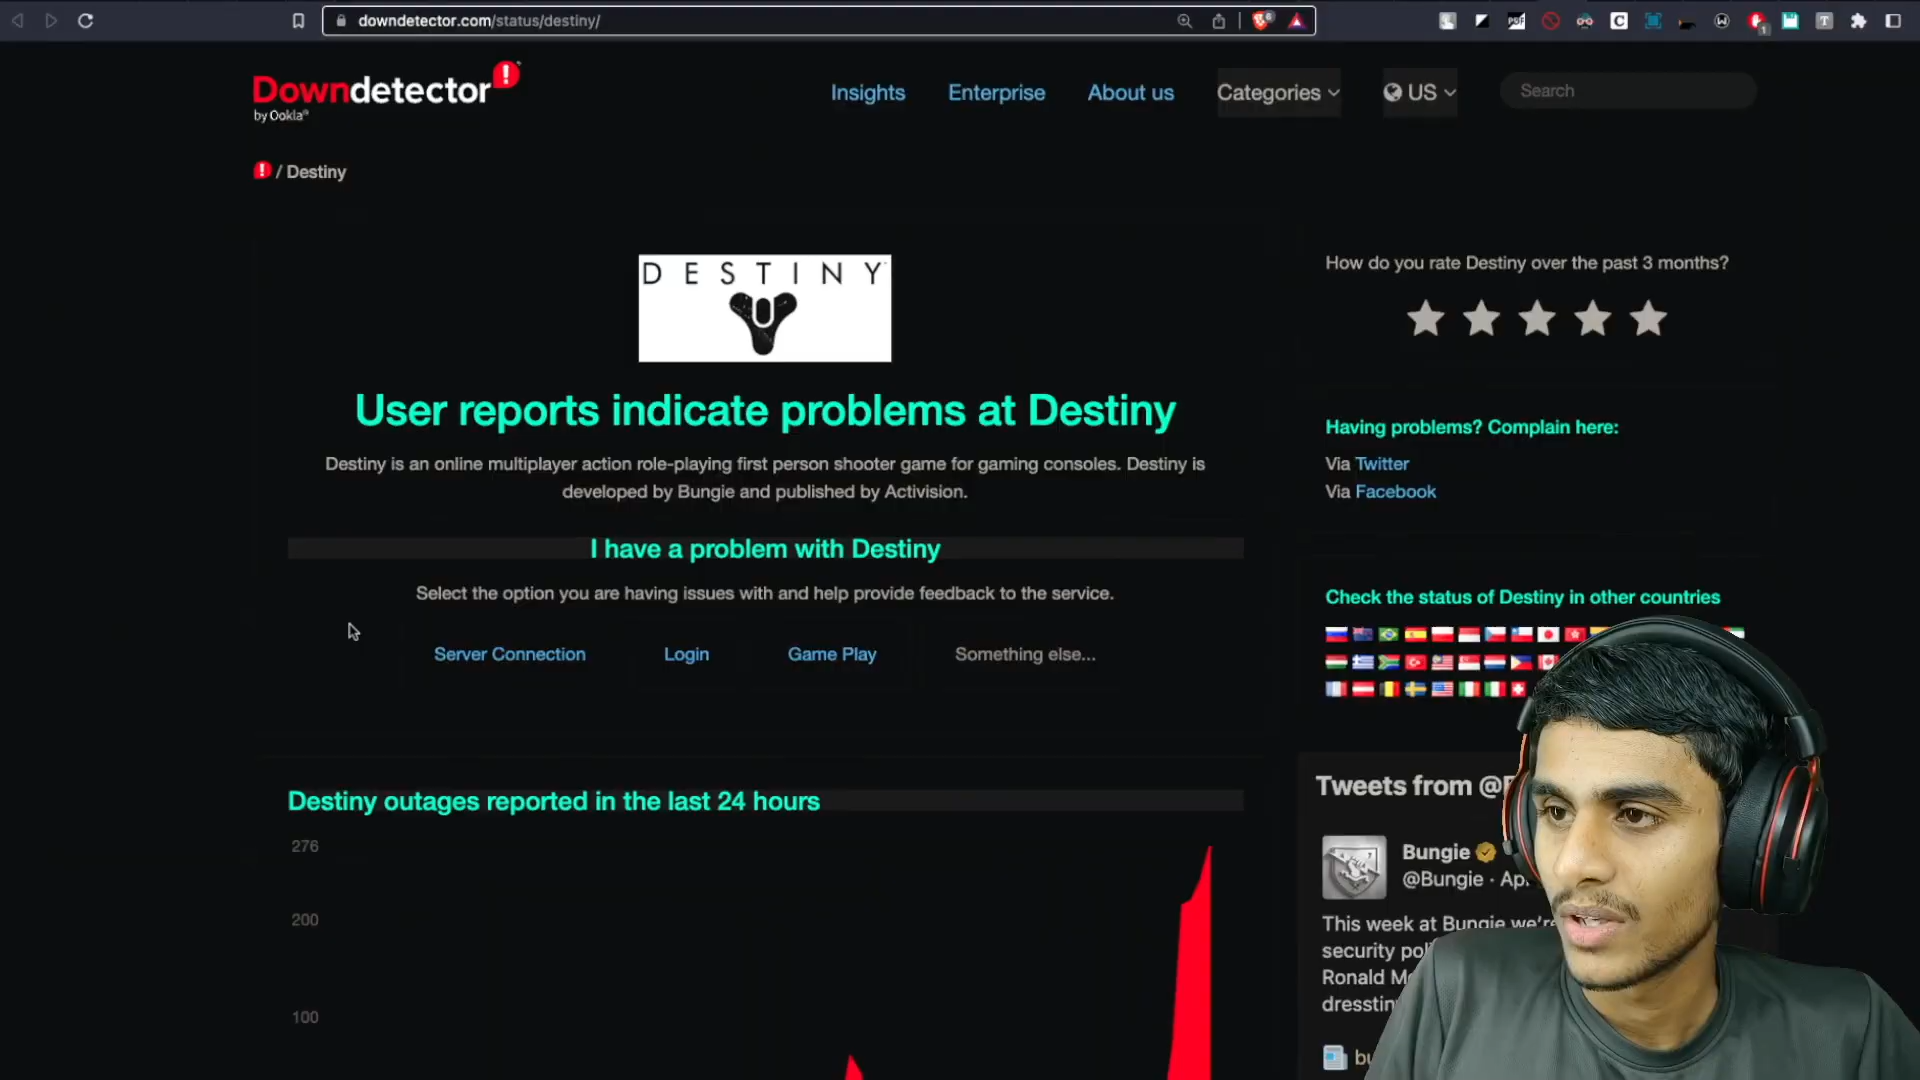 downdetector.com/status/destiny/
Downdetector
by Ookla
Insights
Enterprise
About us
Categories
US
Search
/ Destiny
DESTINY
User reports indicate problems at Destiny
Destiny is an online multiplayer action role-playing first person shooter game for gaming consoles. Destiny is
developed by Bungie and published by Activision.
I have a problem with Destiny
Select the option you are having issues with and help provide feedback to the service.
Server Connection
Login
Game Play
Something else...
Destiny outages reported in the last 24 hours
276
200
100
How do you rate Destiny over the past 3 months?
Having problems? Complain here:
Via Twitter
Via Facebook
Check the status of Destiny in other countries
Tweets from
Bungie
@Bungie ·
This week at Bungie we're
security
Ronald